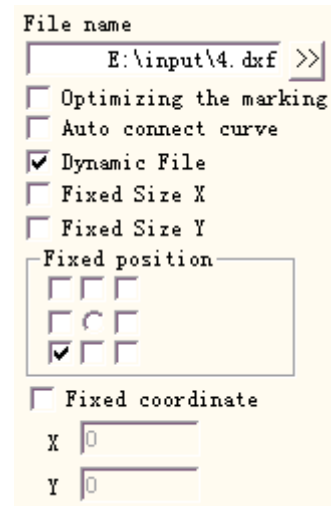 File name
E:\input\4.dxf >>
Optimizing the marking
Auto connect curve
Dynamic File
Fixed Size X
Fixed Size Y
Fixed position
Fixed coordinate
X 0
Y 0